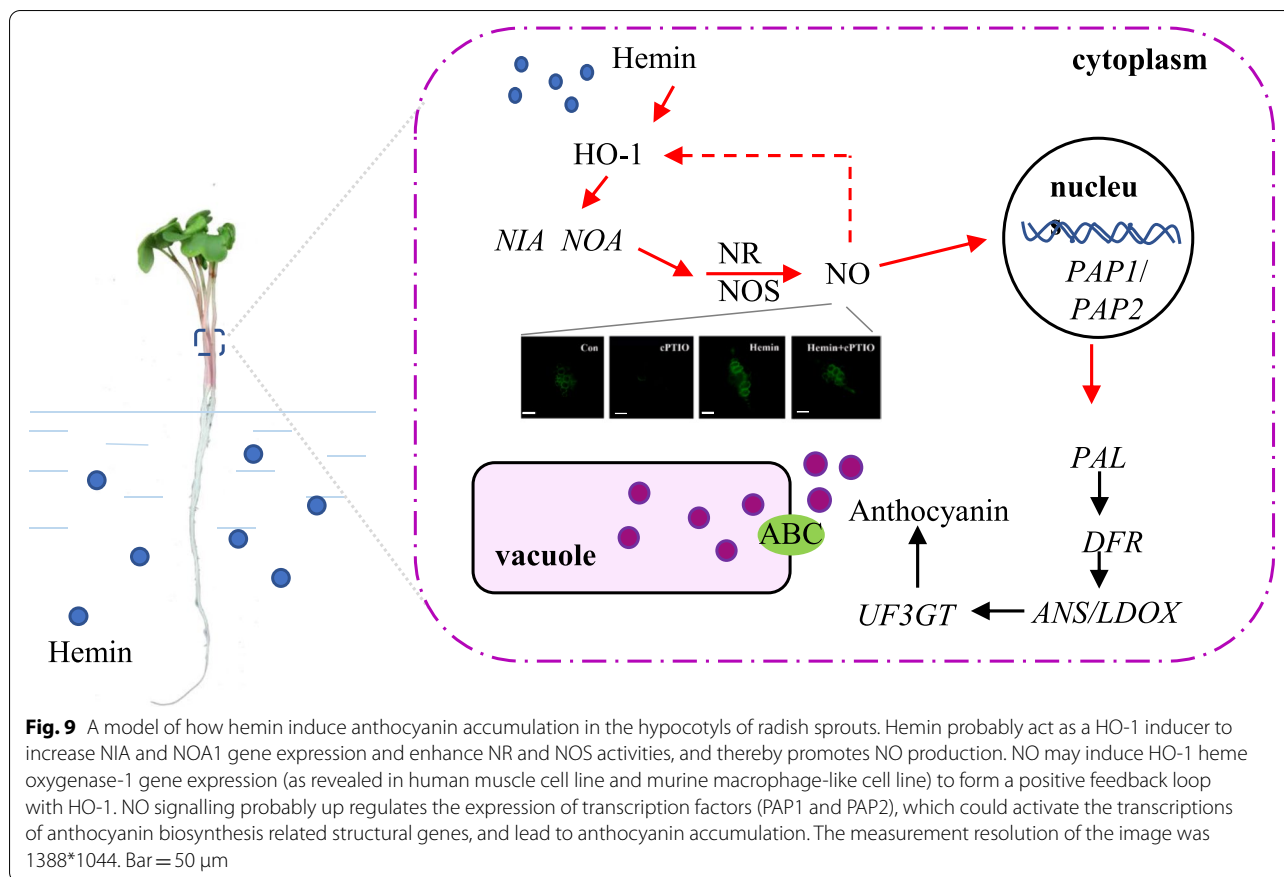 Hemin
cytoplasm
HO-1
nucleu
s
NIA NOA
NR
NOS
NO
PAP1/
PAP2
Con
cPTIO
Hemin
Hemin+cPTIO
PAL
Anthocyanin
ABC
vacuole
DFR
UF3GT
ANS/LDOX
Hemin
Fig. 9 A model of how hemin induce anthocyanin accumulation in the hypocotyls of radish sprouts. Hemin probably act as a HO-1 inducer to
increase NIA and NOA1 gene expression and enhance NR and NOS activities, and thereby promotes NO production. NO may induce HO-1 heme
oxygenase-1 gene expression (as revealed in human muscle cell line and murine macrophage-like cell line) to form a positive feedback loop
with HO-1. NO signalling probably up regulates the expression of transcription factors (PAP1 and PAP2), which could activate the transcriptions
of anthocyanin biosynthesis related structural genes, and lead to anthocyanin accumulation. The measurement resolution of the image was
1388*1044. Bar = 50 μm